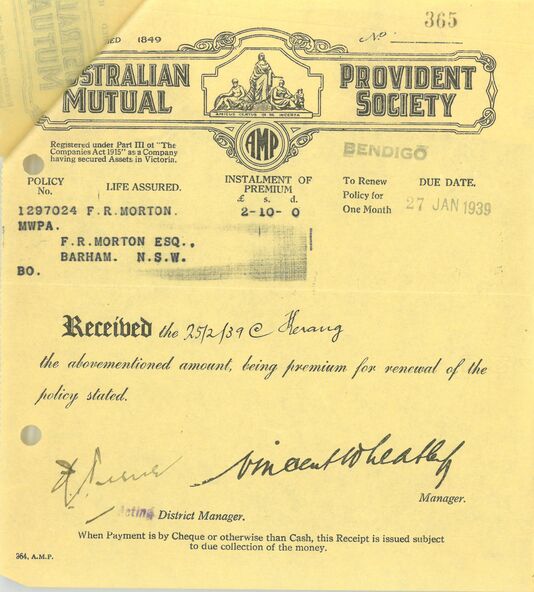 365
ED 1849
No.
AUSTRALIAN MUTUAL
PROVIDENT SOCIETY
AMICUS CERTUS IN RE INCERTA
AMP
Registered under Part III of "The
Companies Act 1915" as a Company
having secured Assets in Victoria.
BENDIGO
POLICY No.
LIFE ASSURED.
INSTALMENT OF PREMIUM
£ s. d.
To Renew
Policy for
One Month
DUE DATE.
27 JAN 1939
1297024 F.R.MORTON. 2-10- 0
MWPA.
F.R.MORTON ESQ.,
BARHAM. N.S.W.
BO.
Received the 25/2/39 @ Kerang
the abovementioned amount, being premium for renewal of the
policy stated.
Vincent Wheatley
Manager.
Acting District Manager.
When Payment is by Cheque or otherwise than Cash, this Receipt is issued subject
to due collection of the money.
364, A.M.P.